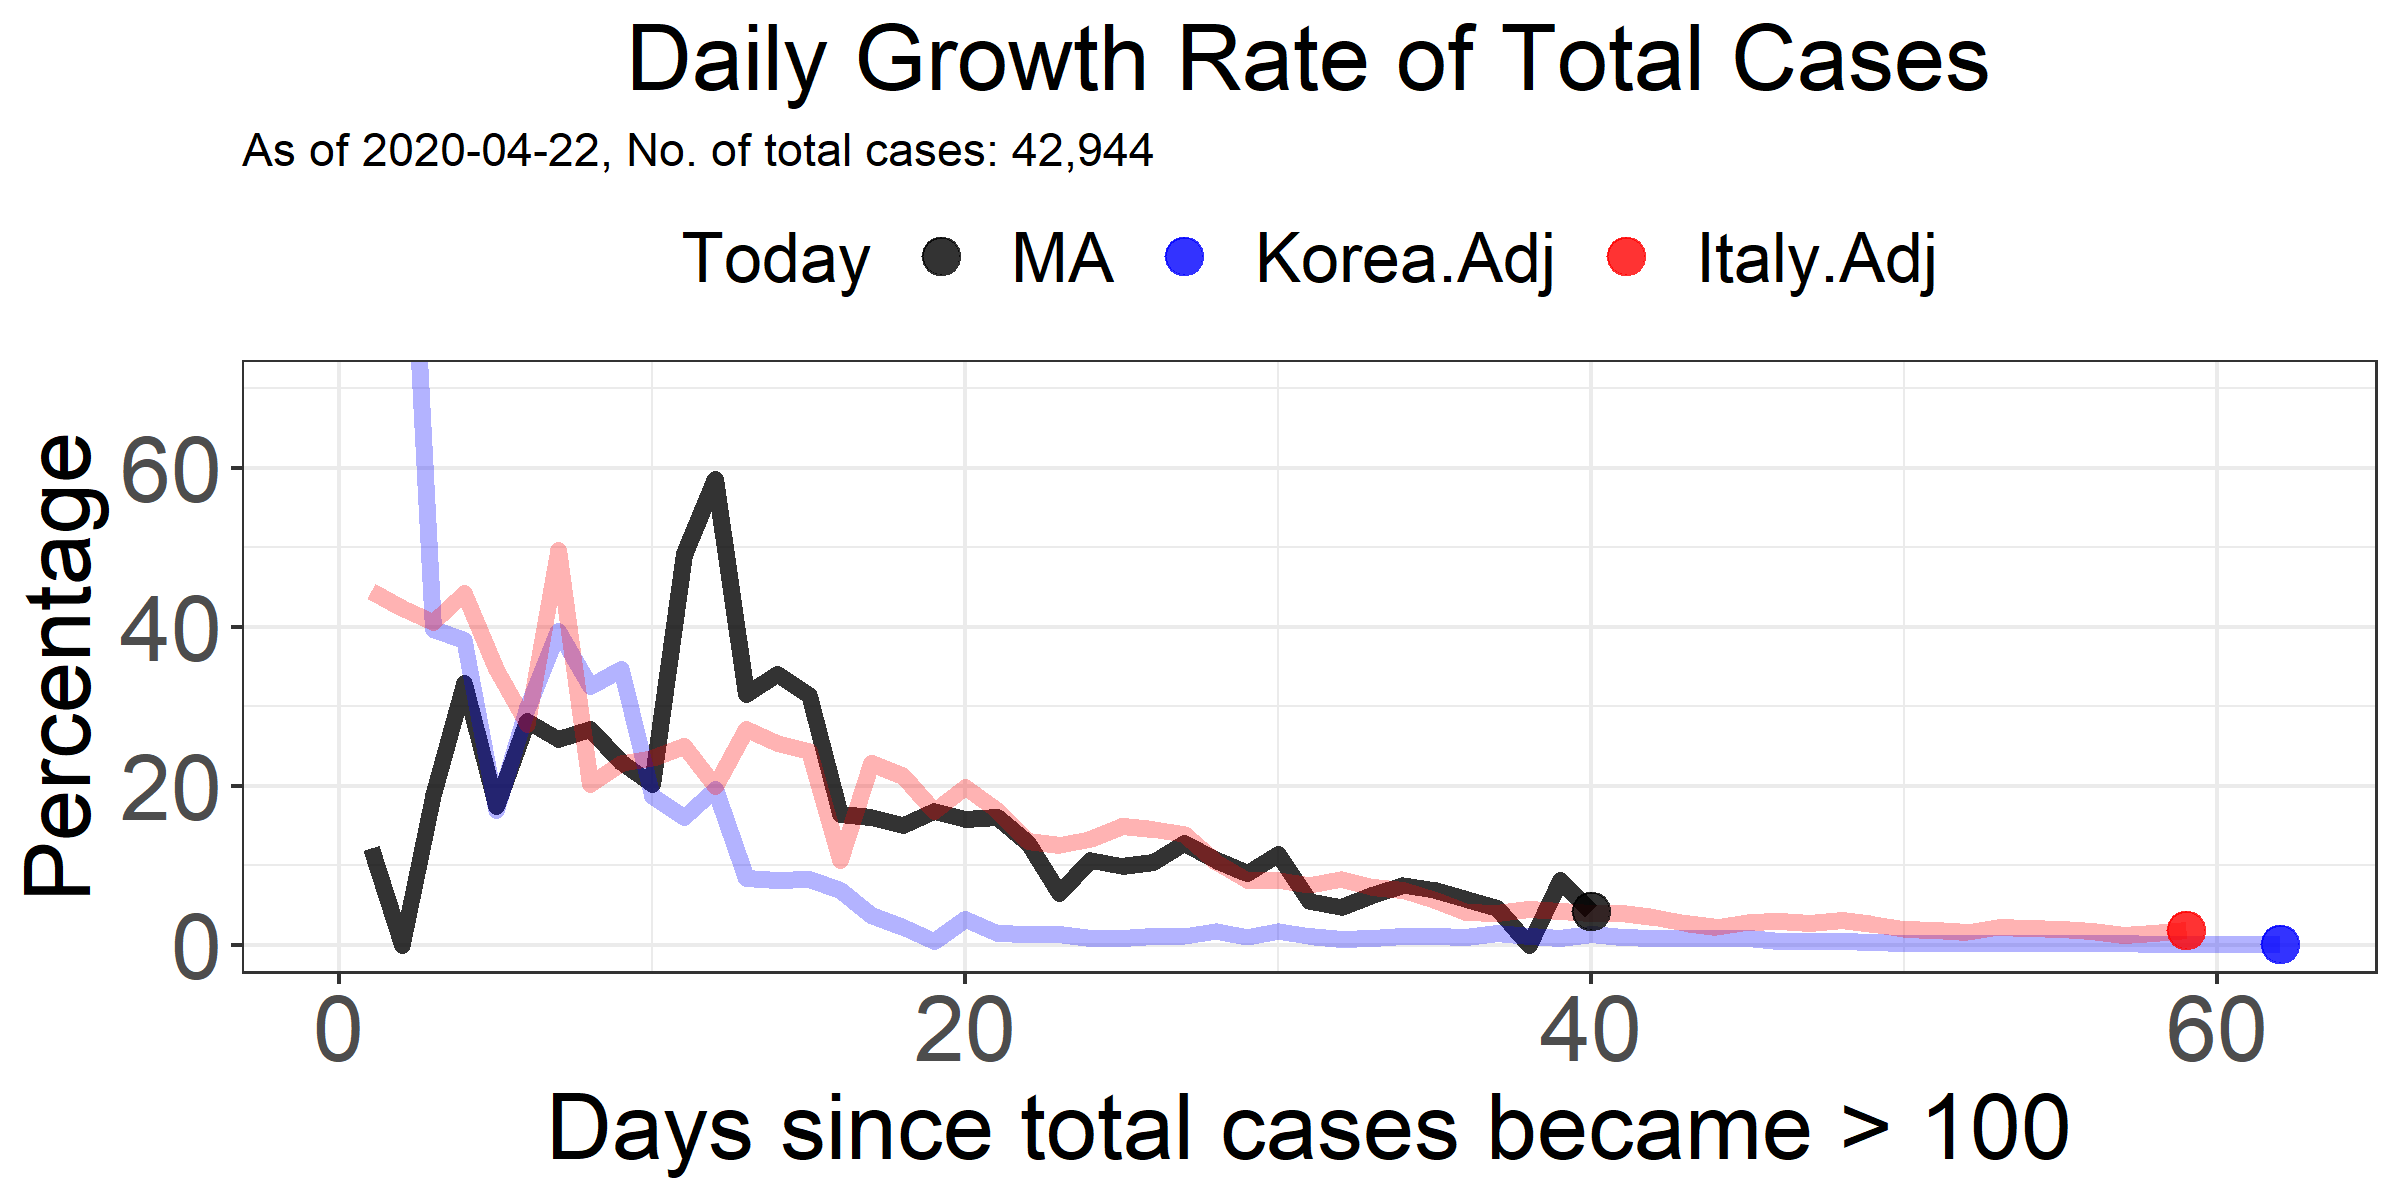 Daily Growth Rate of Total Cases
As of 2020-04-22, No. of total cases: 42,944
Today MA Korea.Adj Italy.Adj
Percentage
60
40
20
0
0 20 40 60
Days since total cases became > 100